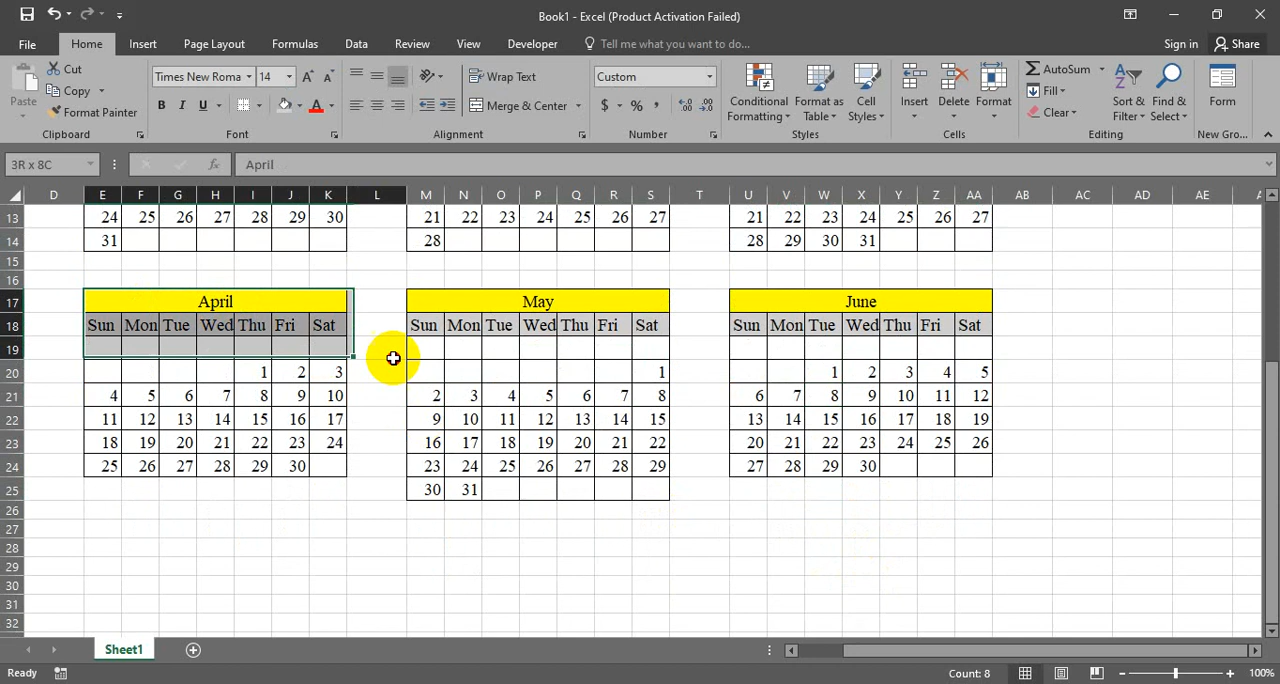 Book1 - Excel (Product Activation Failed)
File Home Insert Page Layout Formulas Data Review View Developer Tell me what you want to do... Sign in Share
Paste Cut Copy Format Painter Clipboard
Times New Roma 14 A A B I U A Font
Wrap Text Merge & Center Alignment
Custom $ % , Number
Conditional Formatting Format as Table Cell Styles Styles
Insert Delete Format Cells
AutoSum Fill Clear Sort & Filter Find & Select Editing
Form New Gro...
3R x 8C fx April
D E F G H I J K L M N O P Q R S T U V W X Y Z AA AB AC AD AE A
13 24 25 26 27 28 29 30 21 22 23 24 25 26 27 21 22 23 24 25 26 27
14 31 28 28 29 30 31
15
16
17 April May June
18 Sun Mon Tue Wed Thu Fri Sat Sun Mon Tue Wed Thu Fri Sat Sun Mon Tue Wed Thu Fri Sat
19
20 1 2 3 1 1 2 3 4 5
21 4 5 6 7 8 9 10 2 3 4 5 6 7 8 6 7 8 9 10 11 12
22 11 12 13 14 15 16 17 9 10 11 12 13 14 15 13 14 15 16 17 18 19
23 18 19 20 21 22 23 24 16 17 18 19 20 21 22 20 21 22 23 24 25 26
24 25 26 27 28 29 30 23 24 25 26 27 28 29 27 28 29 30
25 30 31
26
27
28
29
30
31
32
Sheet1
Ready Count: 8 100%